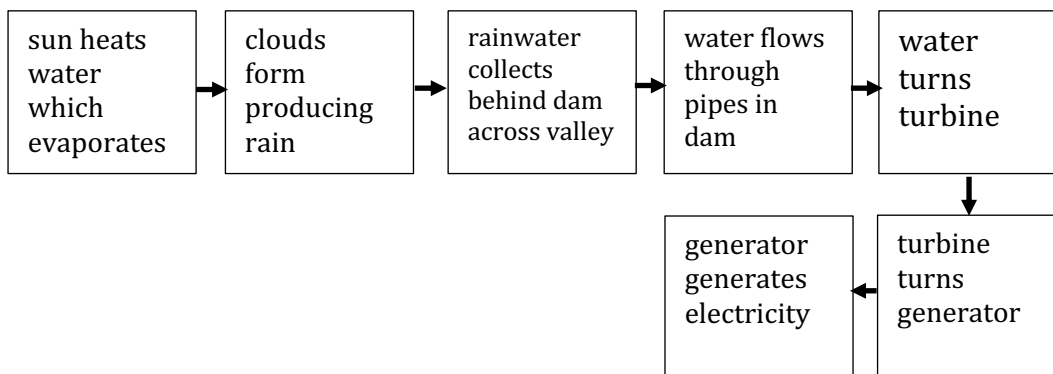 sun heats
water
which
evaporates
clouds
form
producing
rain
rainwater
collects
behind dam
across valley
water flows
through
pipes in
dam
water
turns
turbine
turbine
turns
generator
generator
generates
electricity